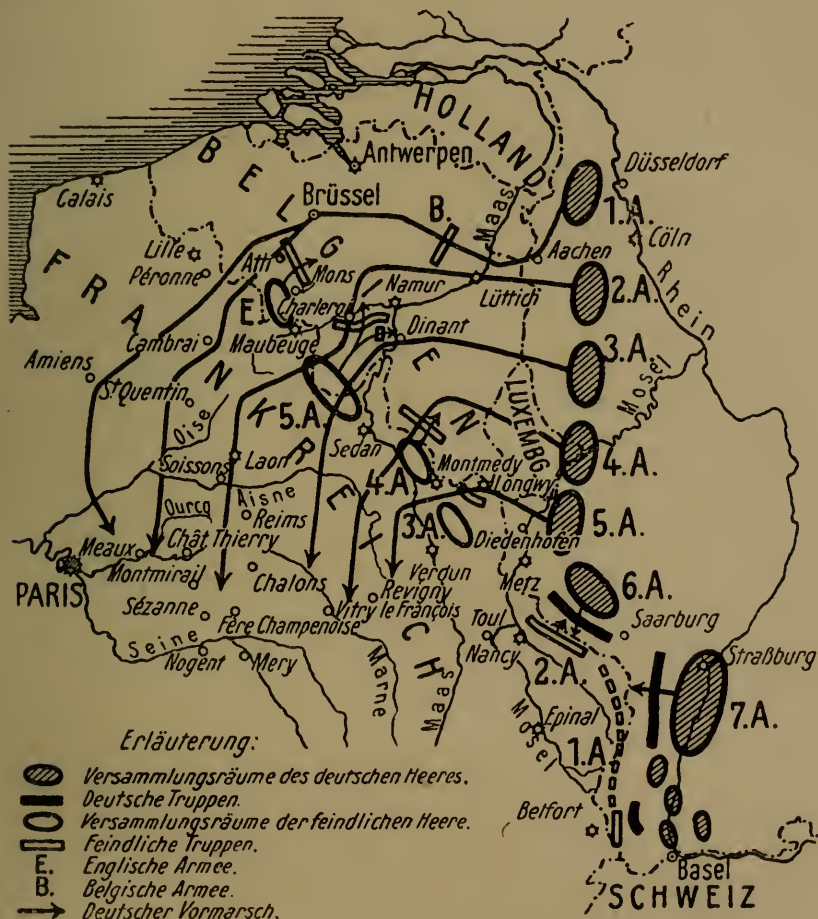 HOLLAND
BELGIEN
FRANKREICH
LUXEMBG
SCHWEIZ
Antwerpen
Düsseldorf
Calais
Brüssel
B.
Maas
1.A.
Cöln
Aachen
Rhein
Lille
Péronne
Ath
Mons
Namur
Lüttich
2.A.
E.
Charleroi
Dinant
Maubeuge
3.A.
Mosel
Cambrai
Amiens
St Quentin
Oise
5.A.
Sedan
4.A.
Montmedy
Longwy
4.A.
Soissons
Laon
Aisne
Ourcq
Reims
3.A.
5.A.
Diedenhofen
Meaux
Chât Thierry
Verdun
Metz
PARIS
Montmirail
Chalons
Revigny
6.A.
Sézanne
Vitry le François
Toul
Saarburg
Fère Champenoise
Nancy
Seine
2.A.
Straßburg
Nogent
Mery
Marne
Maas
7.A.
Mosel
Epinal
1.A
Belfort
Basel
Erläuterung:
Versammlungsräume des deutschen Heeres.
Deutsche Truppen.
Versammlungsräume der feindlichen Heere.
Feindliche Truppen.
E. Englische Armee.
B. Belgische Armee.
Deutscher Vormarsch.